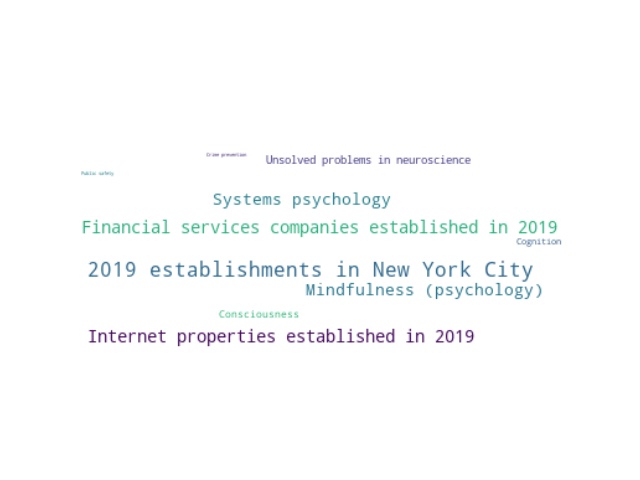 Crime prevention
Unsolved problems in neuroscience
Public safety
Systems psychology
Financial services companies established in 2019
Cognition
2019 establishments in New York City
Mindfulness (psychology)
Consciousness
Internet properties established in 2019